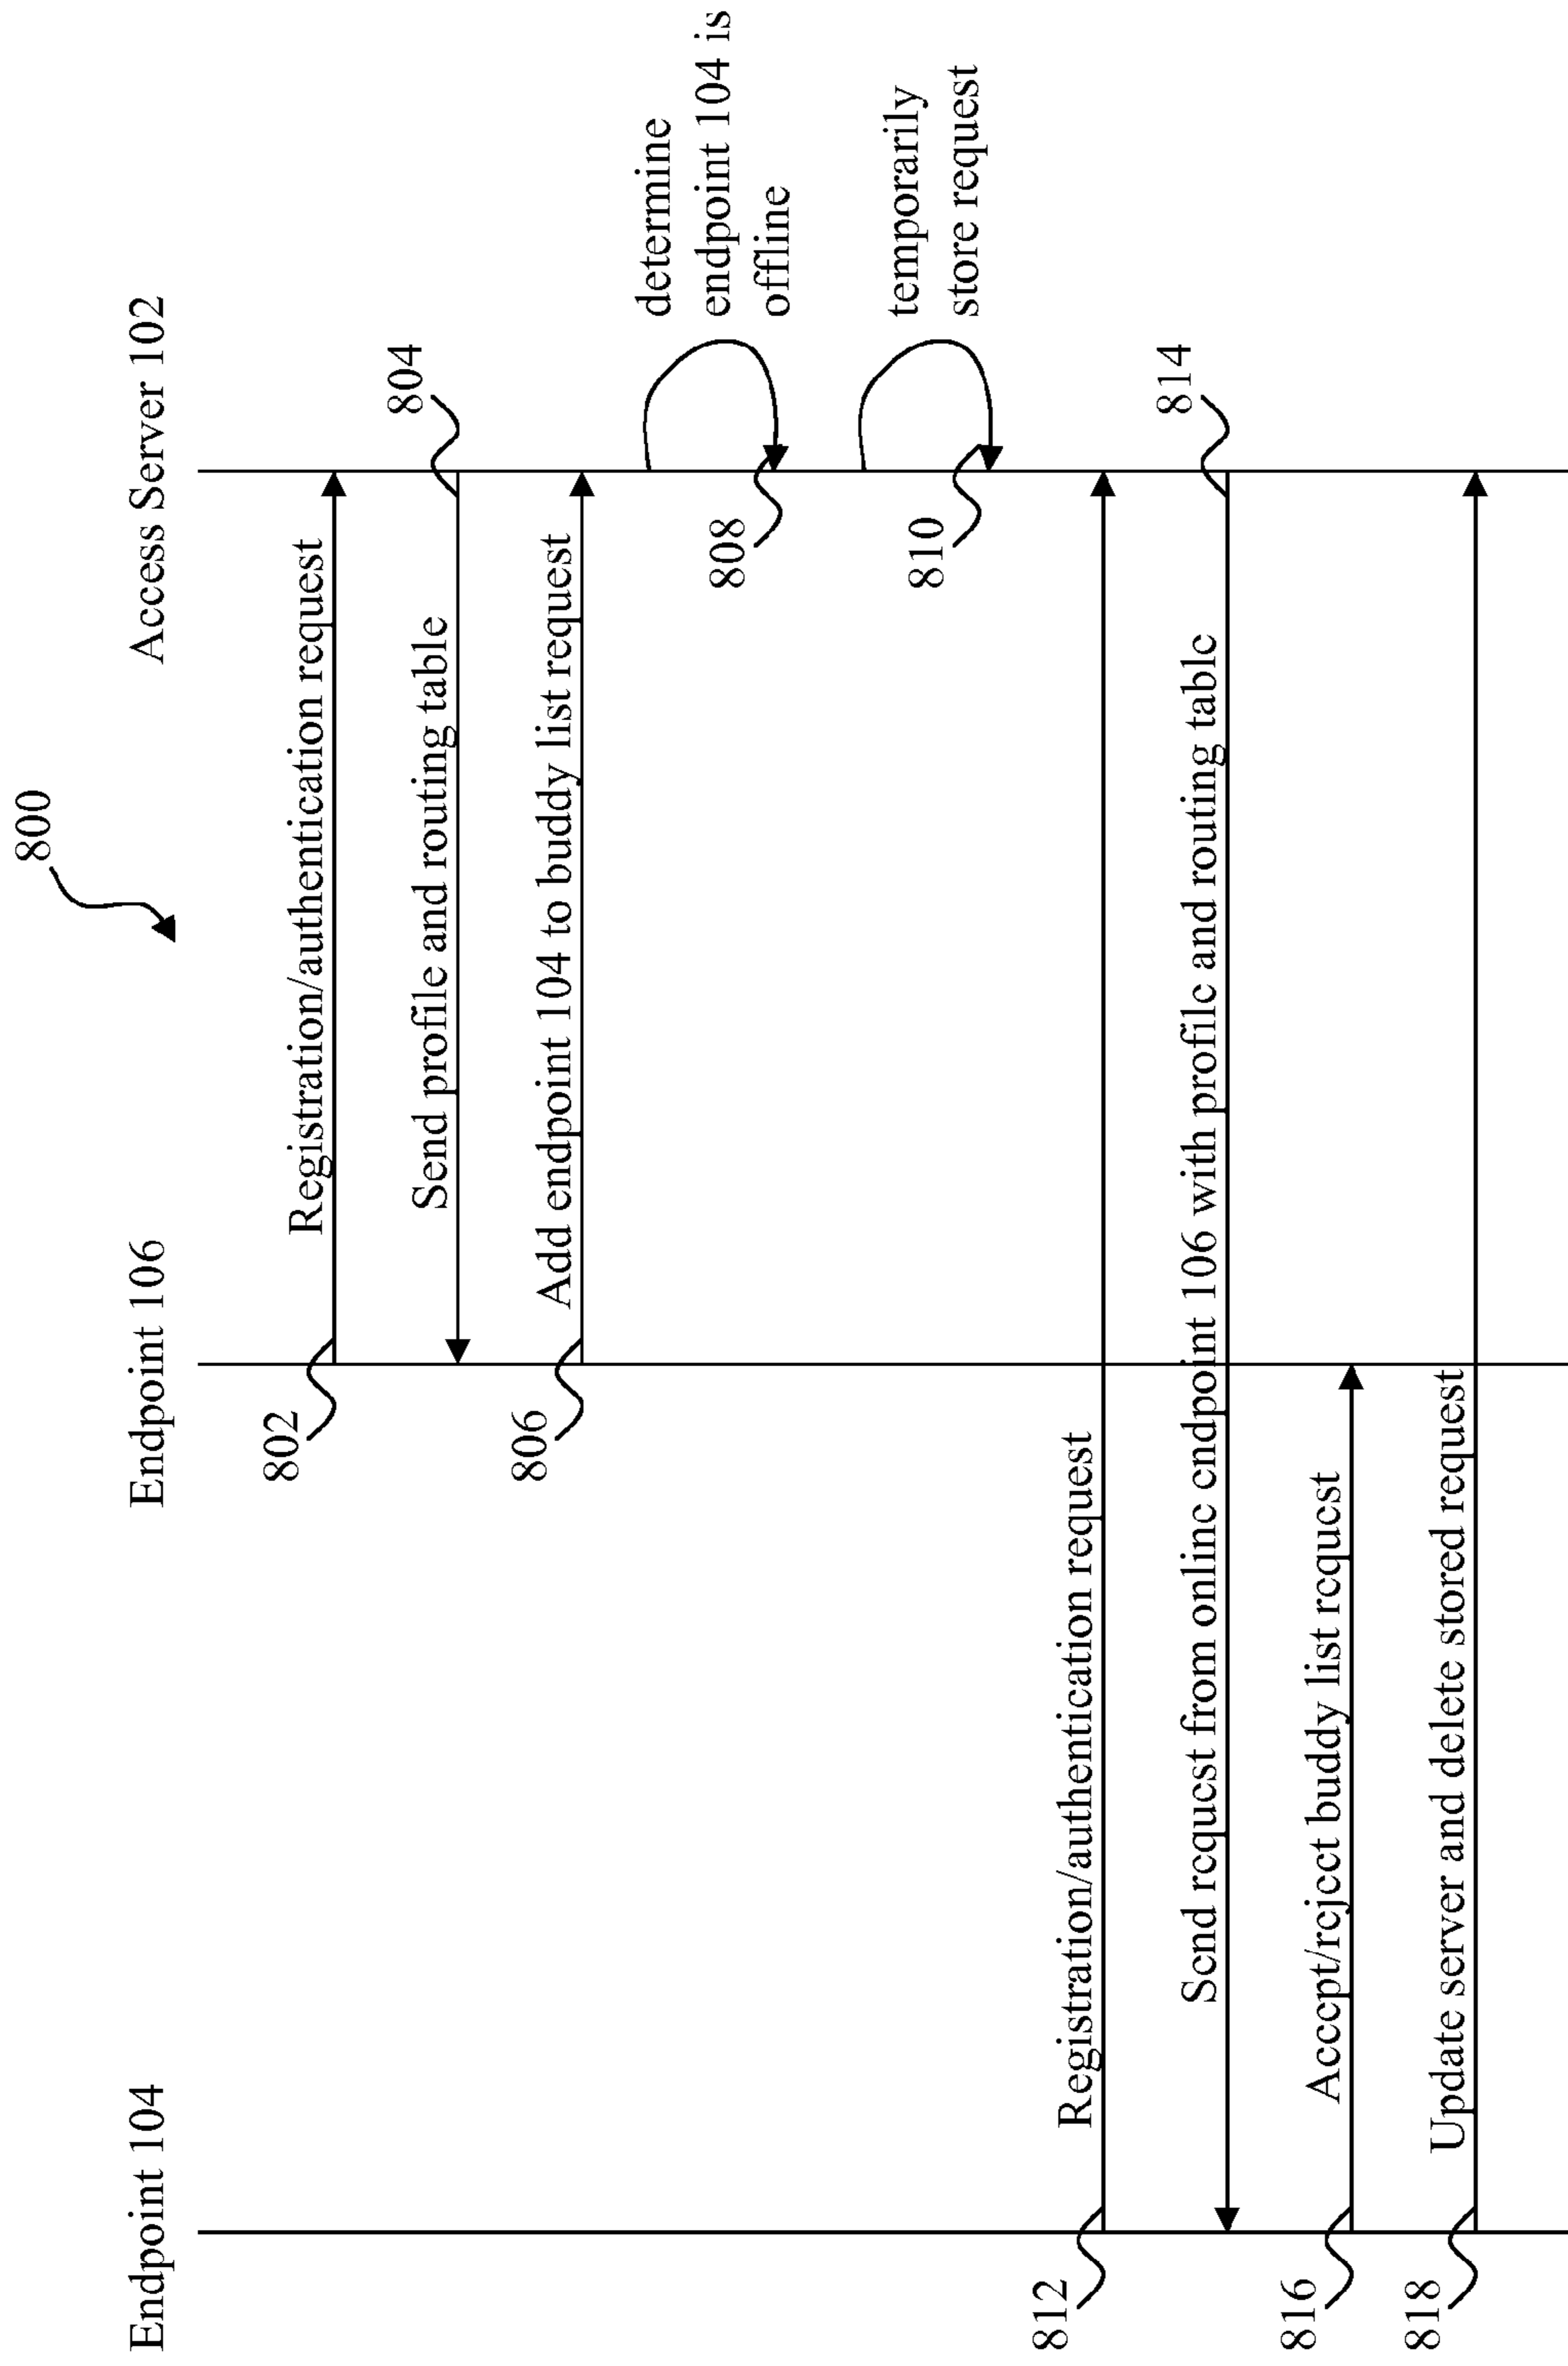 800
Endpoint 104
Endpoint 106
Access Server 102
802
Registration/authentication request
Send profile and routing table
804
806
Add endpoint 104 to buddy list request
determine
endpoint 104 is
offline
808
temporarily
store request
810
812
Registration/authentication request
Send request from online endpoint 106 with profile and routing table
814
816
Accept/reject buddy list request
818
Update server and delete stored request